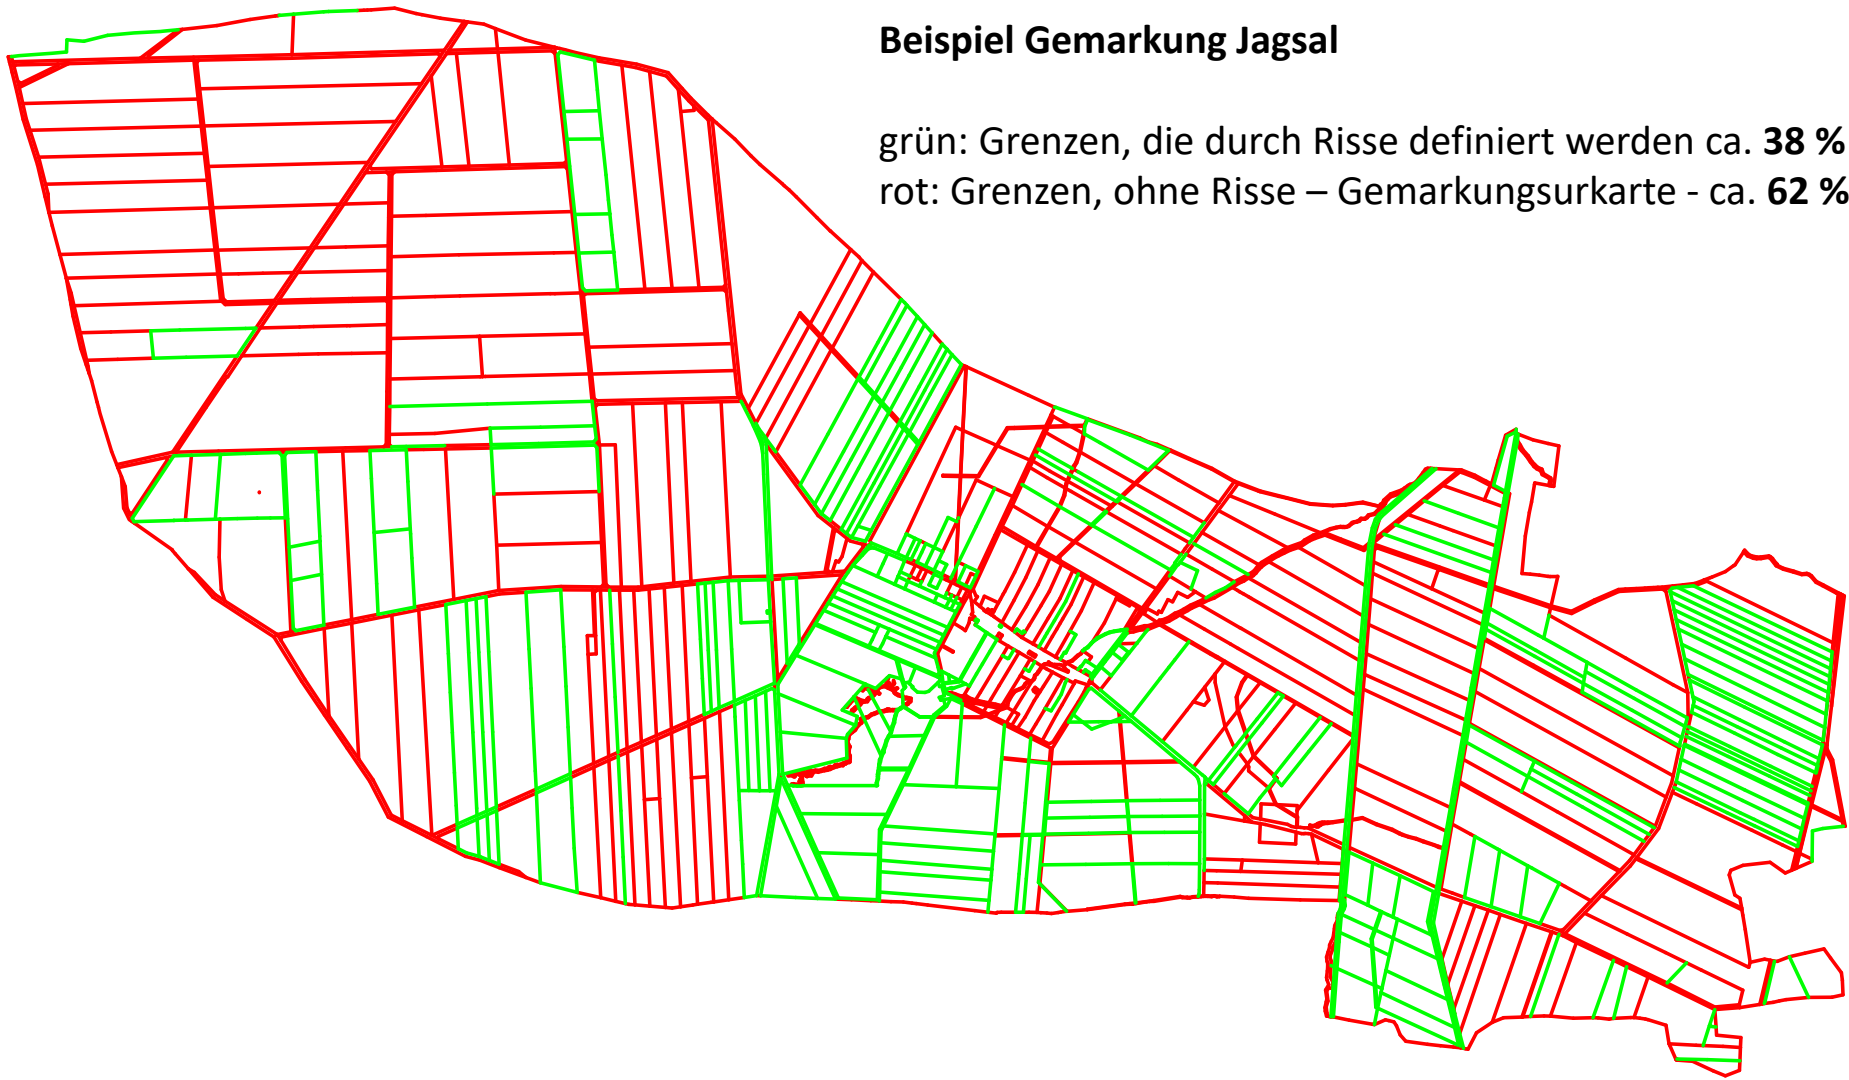 Beispiel Gemarkung Jagsal
grün: Grenzen, die durch Risse definiert werden ca. 38 %
rot: Grenzen, ohne Risse – Gemarkungsurkarte - ca. 62 %